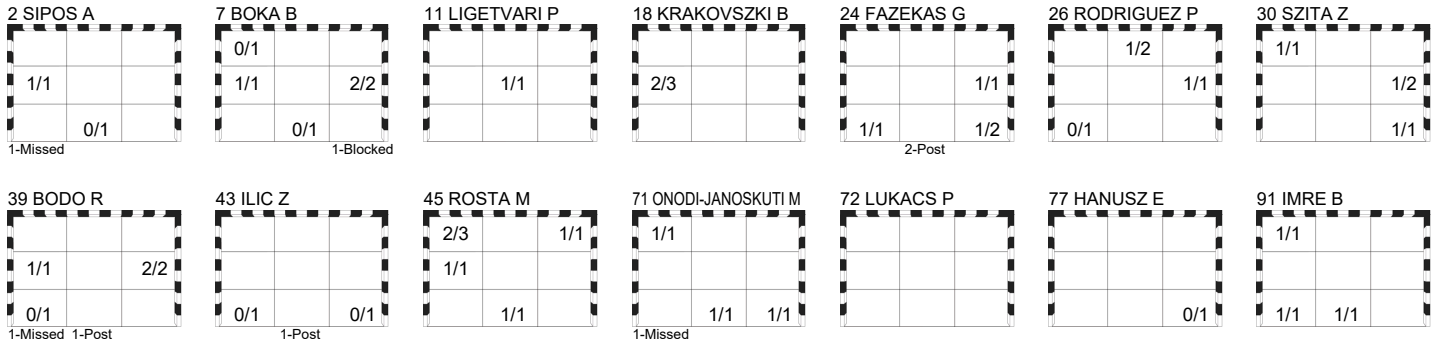 2 SIPOS A 7 BOKA B 11 LIGETVARI P 18 KRAKOVSZKI B 24 FAZEKAS G 26 RODRIGUEZ P 30 SZITA Z
0/1 1/2 1/1
1/1 1/1 2/2 1/1 2/3 1/1 1/1 1/2
0/1 0/1 1/1 1/2 0/1 1/1
1-Missed 1-Blocked 2-Post
39 BODO R 43 ILIC Z 45 ROSTA M 71 ONODI-JANOSKUTI M 72 LUKACS P 77 HANUSZ E 91 IMRE B
2/3 1/1 1/1 1/1
1/1 2/2 1/1
0/1 0/1 0/1 1/1 1/1 1/1 0/1 1/1 1/1
1-Missed 1-Post 1-Post 1-Missed